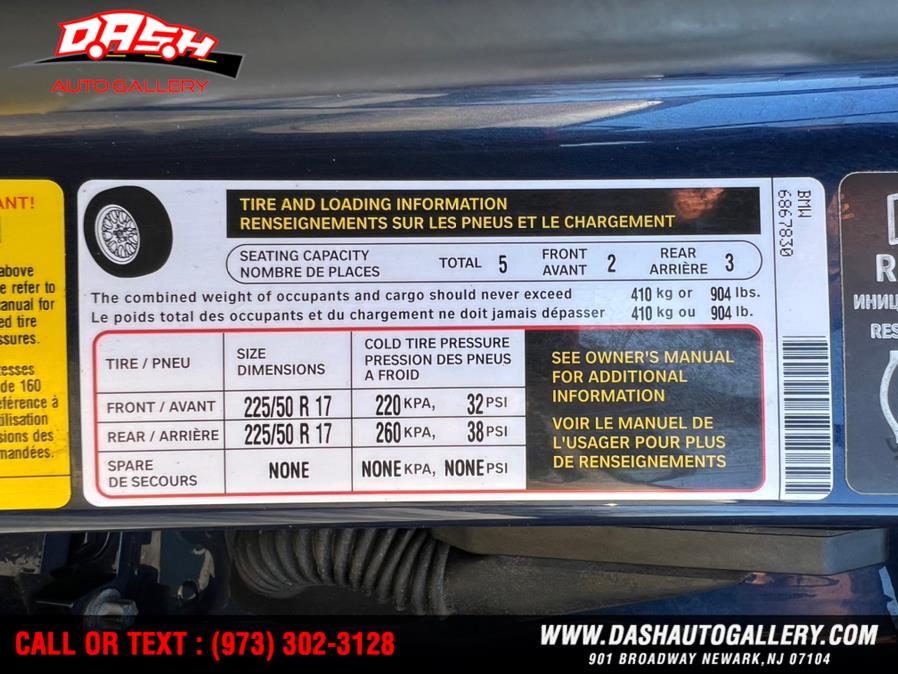 DASH
AUTO GALLERY
ANT!
above
e refer to
anual for
ed tire
ssures.
esses
de 160
éférence à
tilisation
sions des
mandées.
TIRE AND LOADING INFORMATION
RENSEIGNEMENTS SUR LES PNEUS ET LE CHARGEMENT
SEATING CAPACITY
NOMBRE DE PLACES
TOTAL 5
FRONT
AVANT 2
REAR
ARRIÈRE 3
The combined weight of occupants and cargo should never exceed 410 kg or 904 lbs.
Le poids total des occupants et du chargement ne doit jamais dépasser 410 kg ou 904 lb.
TIRE / PNEU
SIZE
DIMENSIONS
COLD TIRE PRESSURE
PRESSION DES PNEUS
A FROID
FRONT / AVANT 225/50 R 17 220 KPA, 32 PSI
REAR / ARRIÈRE 225/50 R 17 260 KPA, 38 PSI
SPARE
DE SECOURS
NONE NONE KPA, NONE PSI
SEE OWNER'S MANUAL
FOR ADDITIONAL
INFORMATION
VOIR LE MANUEL DE
L'USAGER POUR PLUS
DE RENSEIGNEMENTS
BMW
6867830
R
ИНИЦ
RES
CALL OR TEXT : (973) 302-3128
WWW.DASHAUTOGALLERY.COM
901 BROADWAY NEWARK,NJ 07104